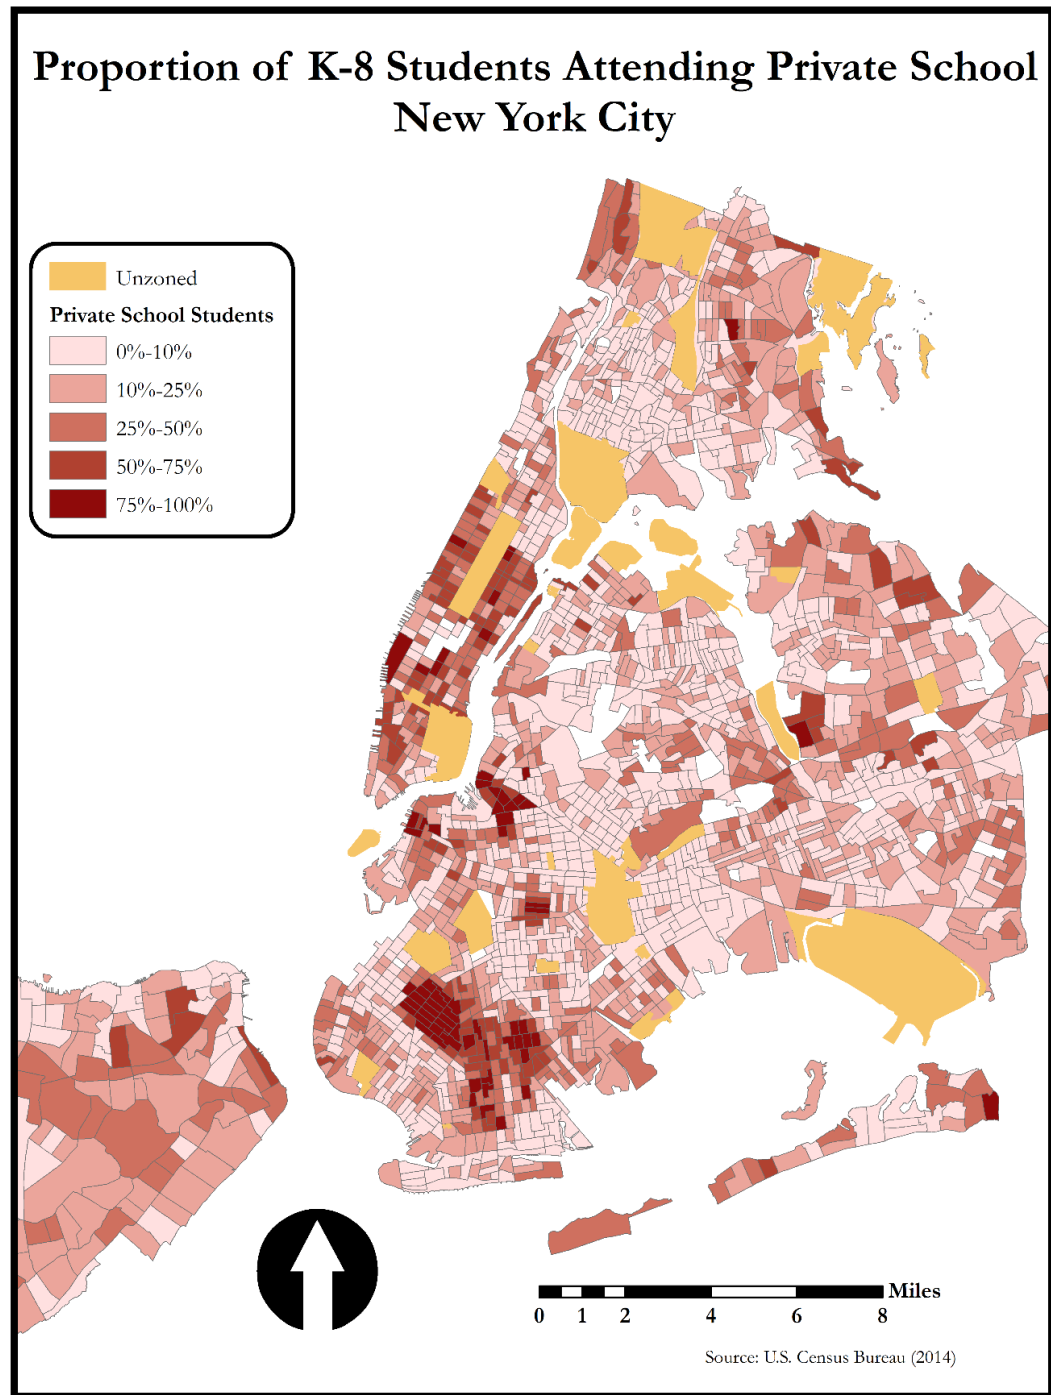 Proportion of K-8 Students Attending Private School
New York City
Unzoned
Private School Students
0%-10%
10%-25%
25%-50%
50%-75%
75%-100%
Miles
0 1 2 4 6 8
Source: U.S. Census Bureau (2014)